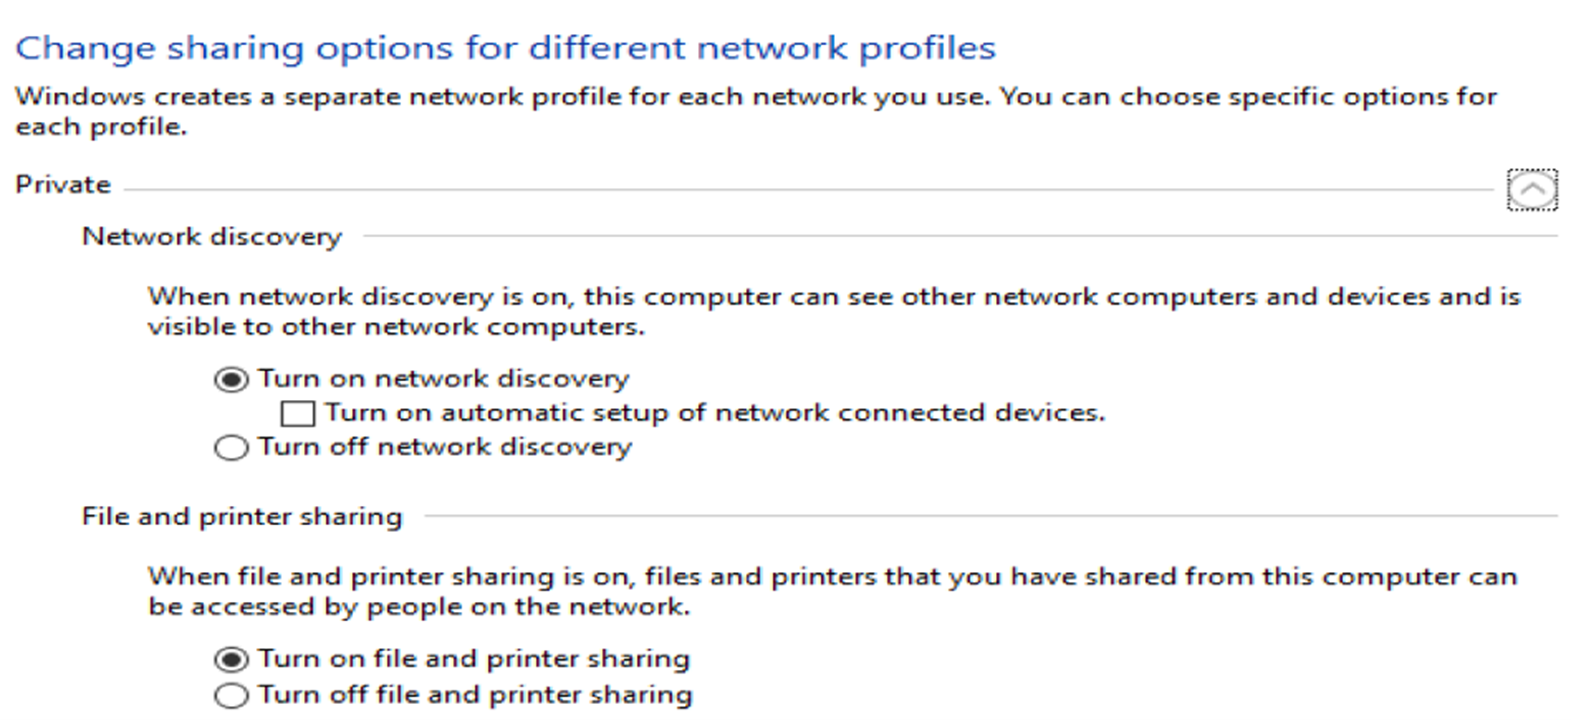 Change sharing options for different network profiles
Windows creates a separate network profile for each network you use. You can choose specific options for
each profile.
Private
Network discovery
When network discovery is on, this computer can see other network computers and devices and is
visible to other network computers.
Turn on network discovery
Turn on automatic setup of network connected devices.
Turn off network discovery
File and printer sharing
When file and printer sharing is on, files and printers that you have shared from this computer can
be accessed by people on the network.
Turn on file and printer sharing
Turn off file and printer sharing